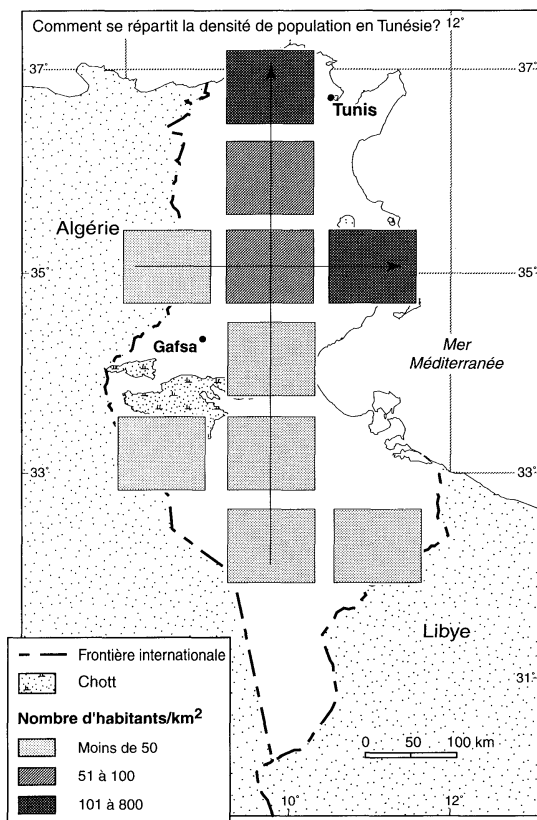 Comment se répartit la densité de population en Tunisie?
12°
37°
37°
Tunis
Algérie
35°
35°
Gafsa
Mer
Méditerranée
33°
33°
Libye
Frontière internationale
Chott
31°
Nombre d'habitants/km²
Moins de 50
51 à 100
101 à 800
0 50 100 km
10°
12°